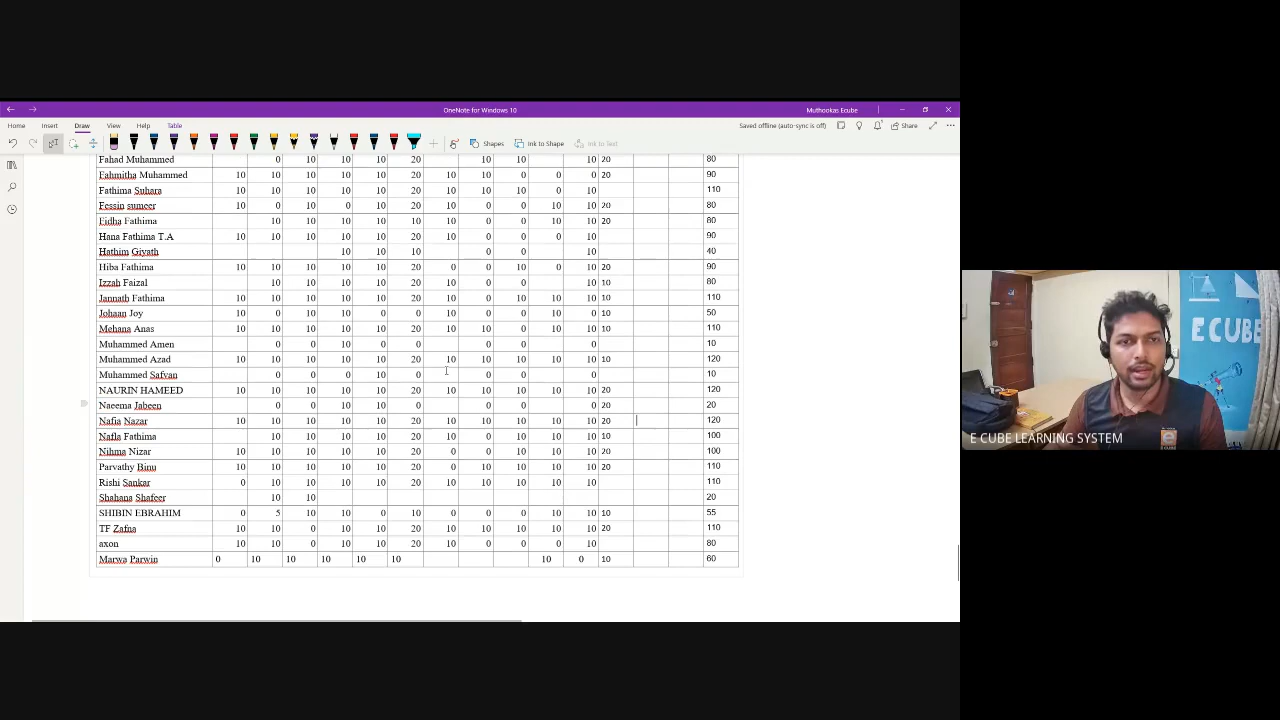 OneNote for Windows 10
Muthookas Ecube
Home Insert Draw View Help Table
Saved offline (auto-sync is off) Share
Shapes Ink to Shape Ink to Text
Fahad Muhammed 0 10 10 10 20 10 10 10 20 80
Fahmitha Muhammed 10 10 10 10 10 20 10 10 0 0 0 20 90
Fathima Suhara 10 10 10 10 10 20 10 10 10 0 10 110
Fessin sumeer 10 0 10 0 10 20 10 0 0 10 10 20 80
Fidha Fathima 10 10 10 10 10 10 0 0 10 20 80
Hana Fathima T.A 10 10 10 10 10 20 10 0 0 0 10 90
Hathim Giyath 10 10 10 0 0 10 40
Hiba Fathima 10 10 10 10 10 20 0 0 10 0 10 20 90
Izzah Faizal 10 10 10 10 20 10 0 0 10 10 80
Jannath Fathima 10 10 10 10 10 20 10 0 10 10 10 10 110
Johaan Joy 10 0 10 10 0 0 10 0 0 10 0 10 50
Mehana Anas 10 10 10 10 10 20 10 10 0 10 10 10 110
Muhammed Amen 0 0 10 0 0 0 0 0 10
Muhammed Azad 10 10 10 10 10 20 10 10 10 10 10 10 120
Muhammed Safvan 0 0 0 10 0 0 0 0 10
NAURIN HAMEED 10 10 10 10 10 20 10 10 10 10 10 20 120
Naeema Jabeen 0 0 10 10 0 0 0 0 20 20
Nafia Nazar 10 10 10 10 10 20 10 10 10 10 10 20 120
Nafla Fathima 10 10 10 10 20 10 0 10 10 10 10 100
Nihma Nizar 10 10 10 10 10 20 0 0 10 10 10 20 100
Parvathy Binu 10 10 10 10 10 20 0 10 10 10 10 20 110
Rishi Sankar 0 10 10 10 10 20 10 10 10 10 10 110
Shahana Shafeer 10 10 20
SHIBIN EBRAHIM 0 5 10 10 0 10 0 0 0 10 10 10 55
TF Zafna 10 10 0 10 10 20 10 10 10 10 10 20 110
axon 10 10 0 10 10 20 10 0 0 0 10 80
Marwa Parwin 0 10 10 10 10 10 10 0 10 60
E CUBE
E CUBE LEARNING SYSTEM